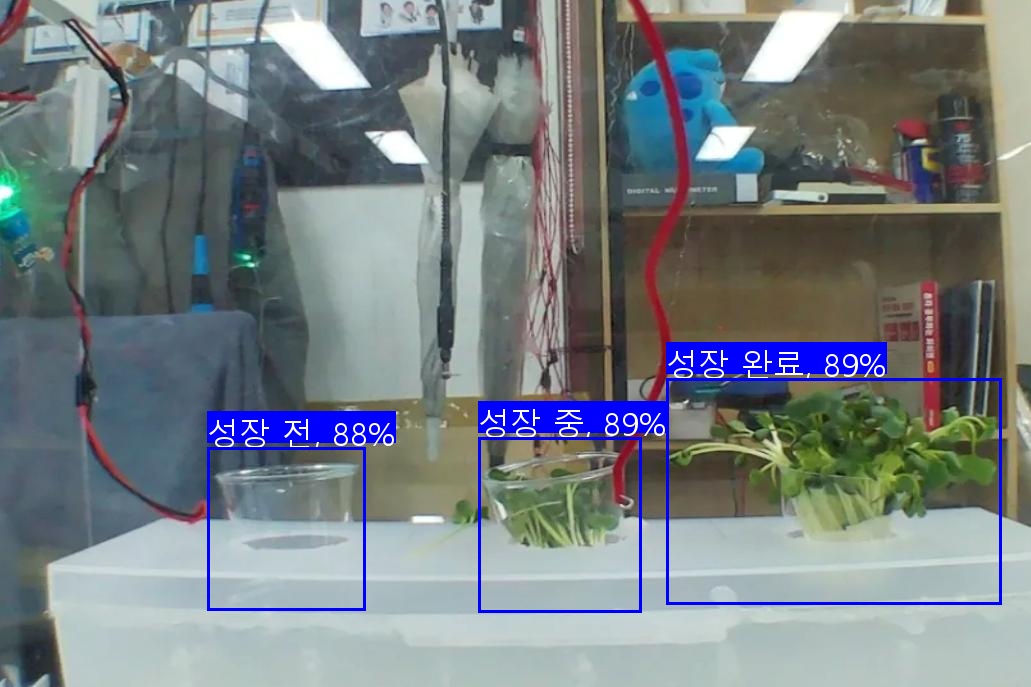 DIGITAL MULTIMETER
성장 완료, 89%
성장 중, 89%
성장 전, 88%